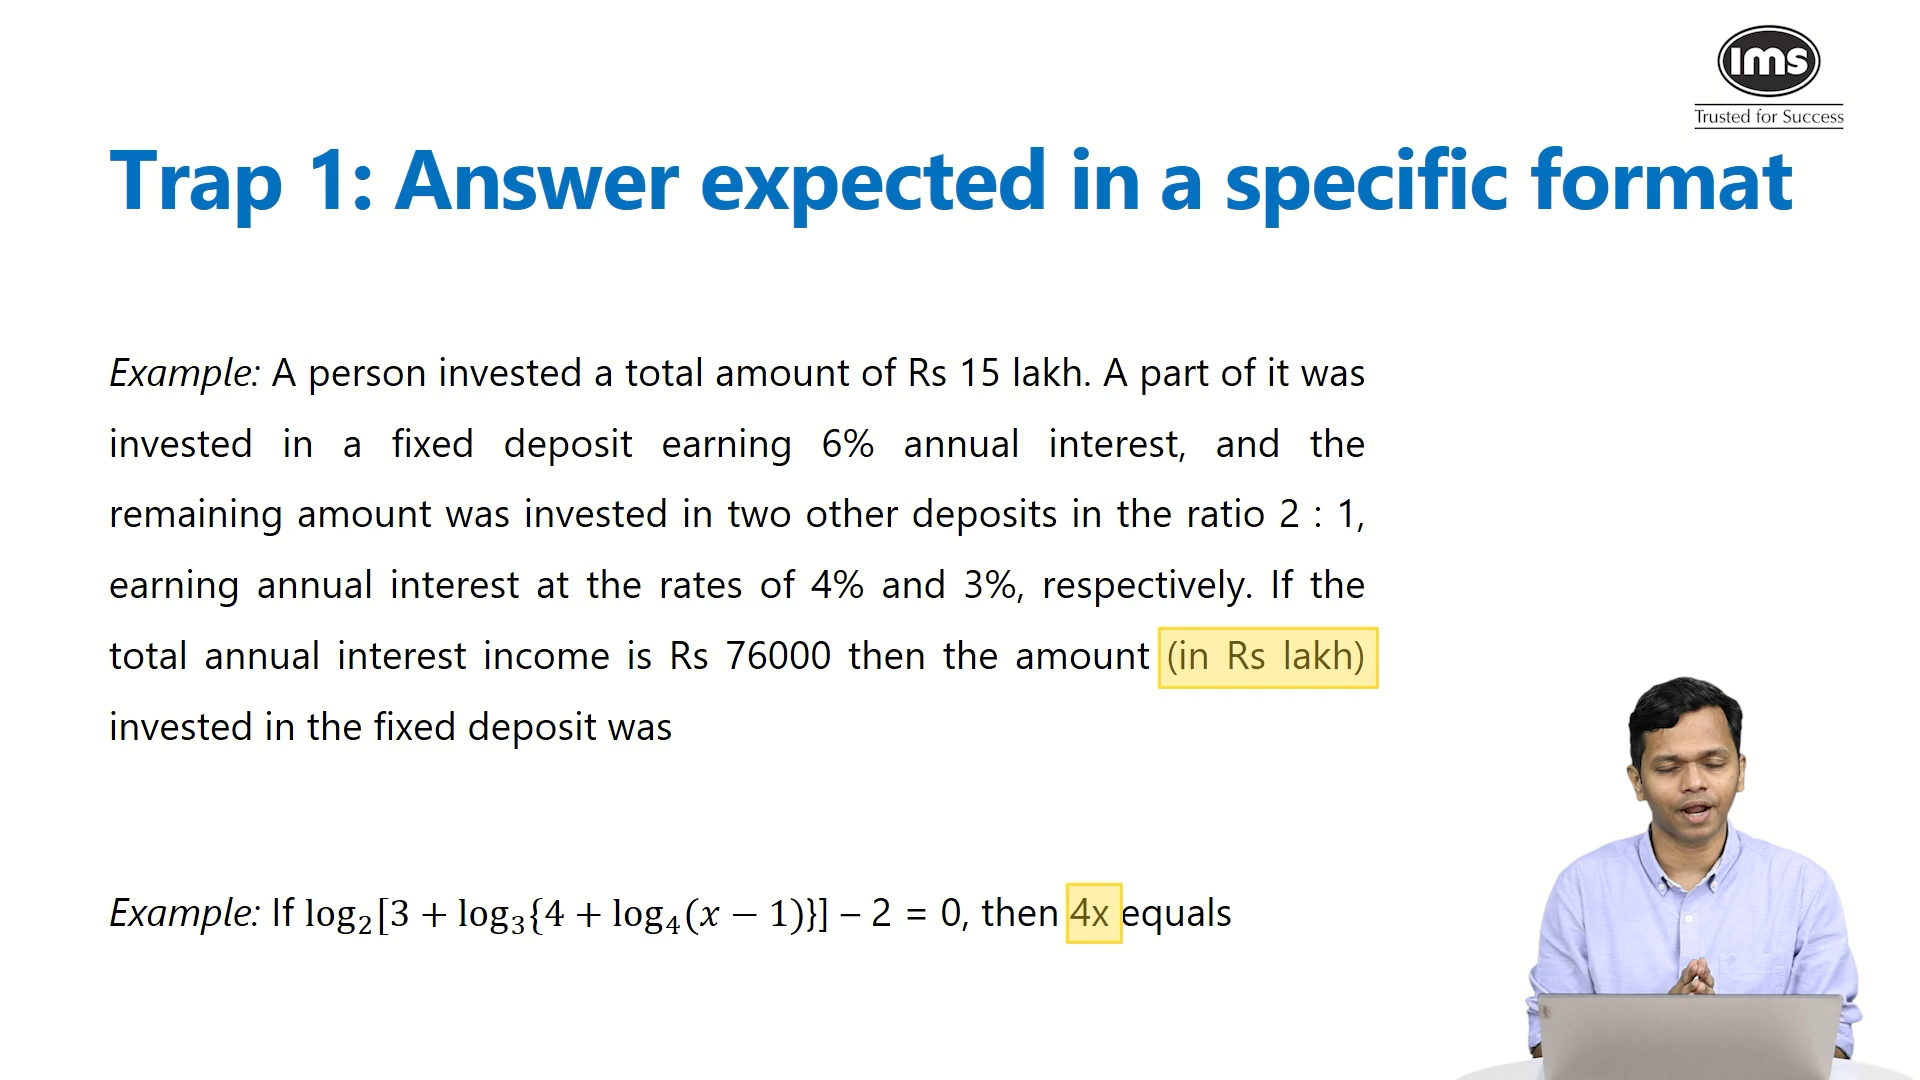 ims
Trusted for Success
Trap 1: Answer expected in a specific format
Example: A person invested a total amount of Rs 15 lakh. A part of it was
invested in a fixed deposit earning 6% annual interest, and the
remaining amount was invested in two other deposits in the ratio 2 : 1,
earning annual interest at the rates of 4% and 3%, respectively. If the
total annual interest income is Rs 76000 then the amount (in Rs lakh)
invested in the fixed deposit was
Example: If log₂[3 + log₃{4 + log₄(x − 1)}] – 2 = 0, then 4x equals